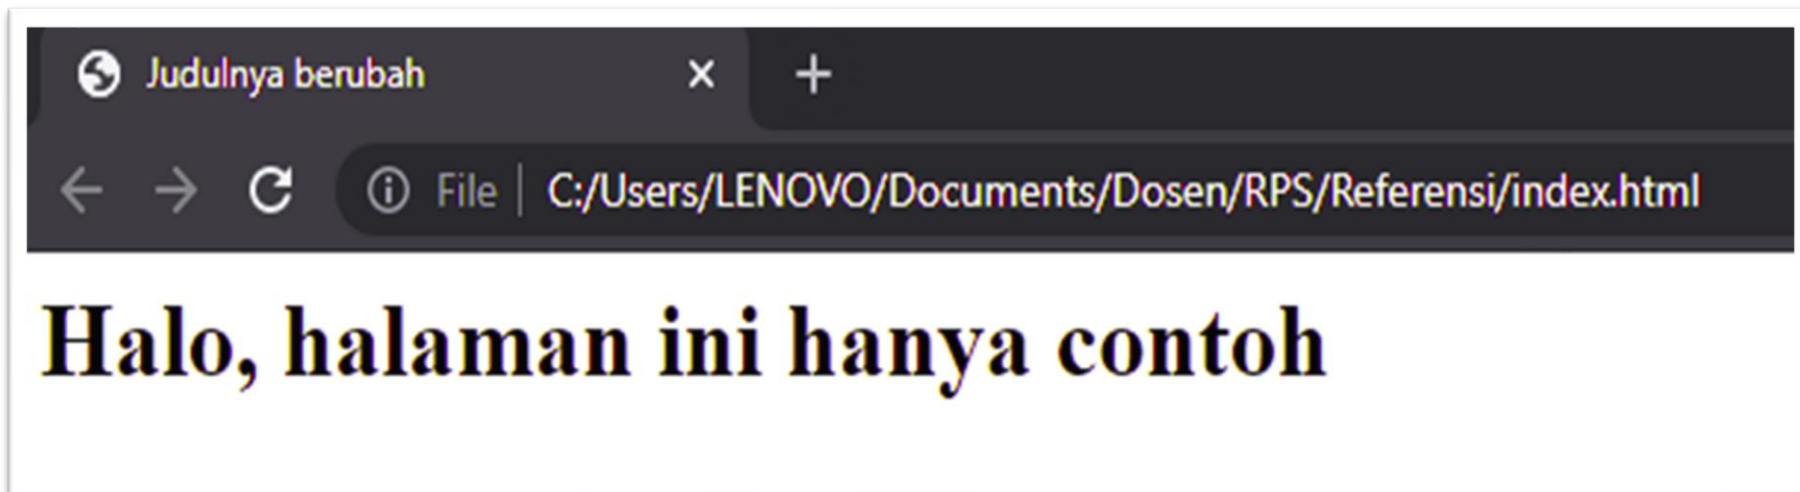 Judulnya berubah
File C:/Users/LENOVO/Documents/Dosen/RPS/Referensi/index.html
Halo, halaman ini hanya contoh